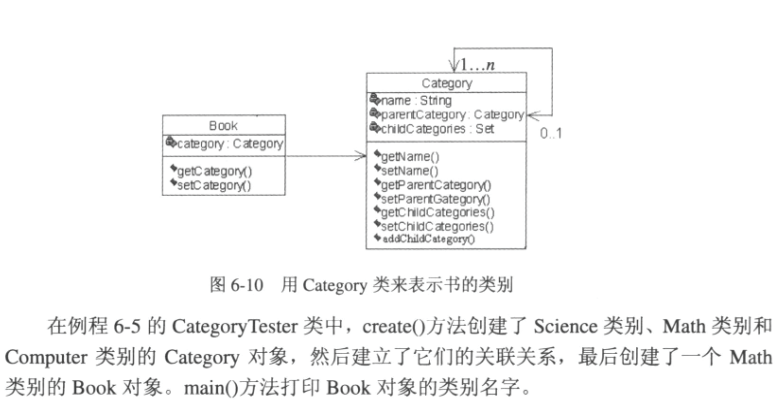 1…n
Category
name : String
parentCategory : Category
childCategories : Set
0..1
Book
category : Category
getCategory()
setCategory()
getName()
setName()
getParentCategory()
setParentGategory()
getChildCategories()
setChildCategories()
addChildCategory()
图 6-10 用 Category 类来表示书的类别
在例程 6-5 的 CategoryTester 类中，create()方法创建了 Science 类别、Math 类别和
Computer 类别的 Category 对象，然后建立了它们的关联关系，最后创建了一个 Math
类别的 Book 对象。main()方法打印 Book 对象的类别名字。